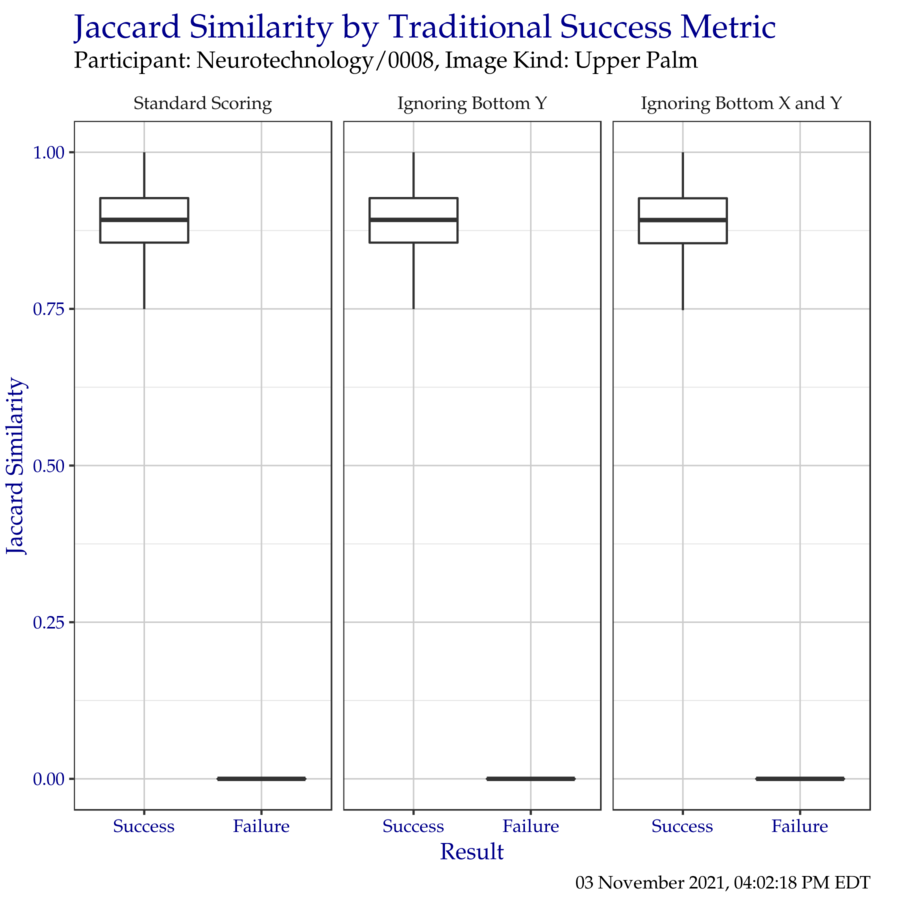 Jaccard Similarity by Traditional Success Metric
Participant: Neurotechnology/0008, Image Kind: Upper Palm
Standard Scoring
Ignoring Bottom Y
Ignoring Bottom X and Y
Jaccard Similarity
1.00
0.75
0.50
0.25
0.00
Success Failure
Success Failure
Success Failure
Result
03 November 2021, 04:02:18 PM EDT